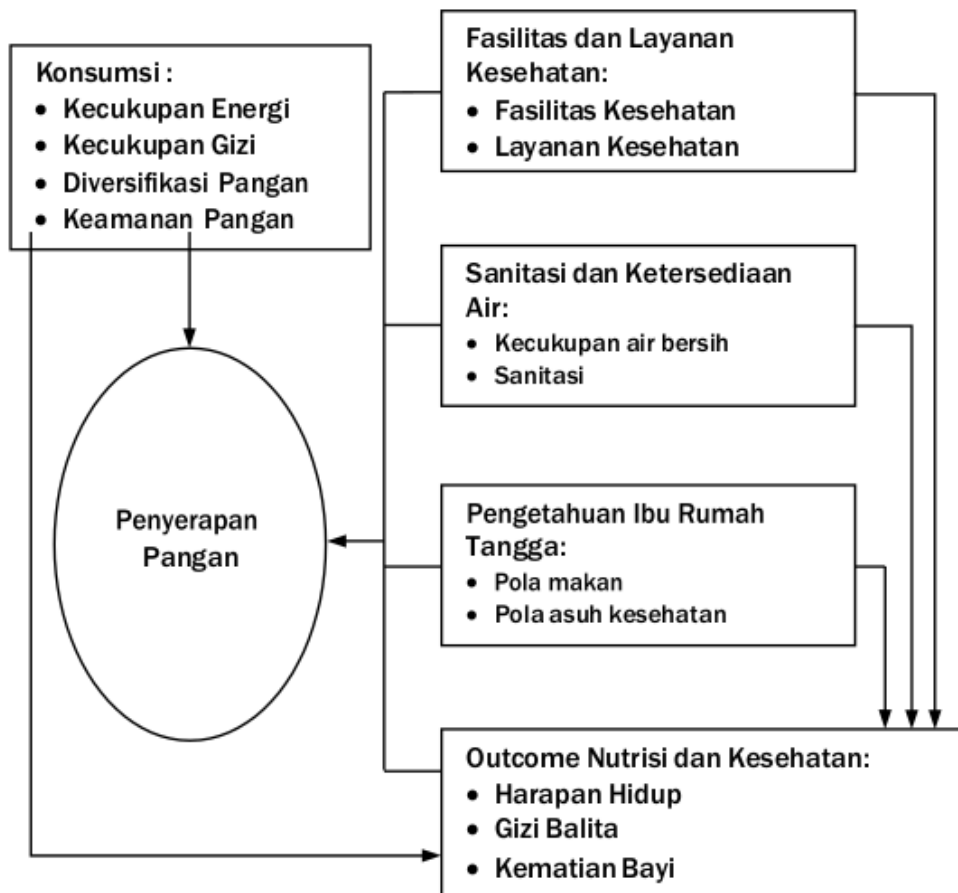 Konsumsi :
• Kecukupan Energi
• Kecukupan Gizi
• Diversifikasi Pangan
• Keamanan Pangan
Fasilitas dan Layanan
Kesehatan:
• Fasilitas Kesehatan
• Layanan Kesehatan
Sanitasi dan Ketersediaan
Air:
• Kecukupan air bersih
• Sanitasi
Penyerapan
Pangan
Pengetahuan Ibu Rumah
Tangga:
• Pola makan
• Pola asuh kesehatan
Outcome Nutrisi dan Kesehatan:
• Harapan Hidup
• Gizi Balita
• Kematian Bayi